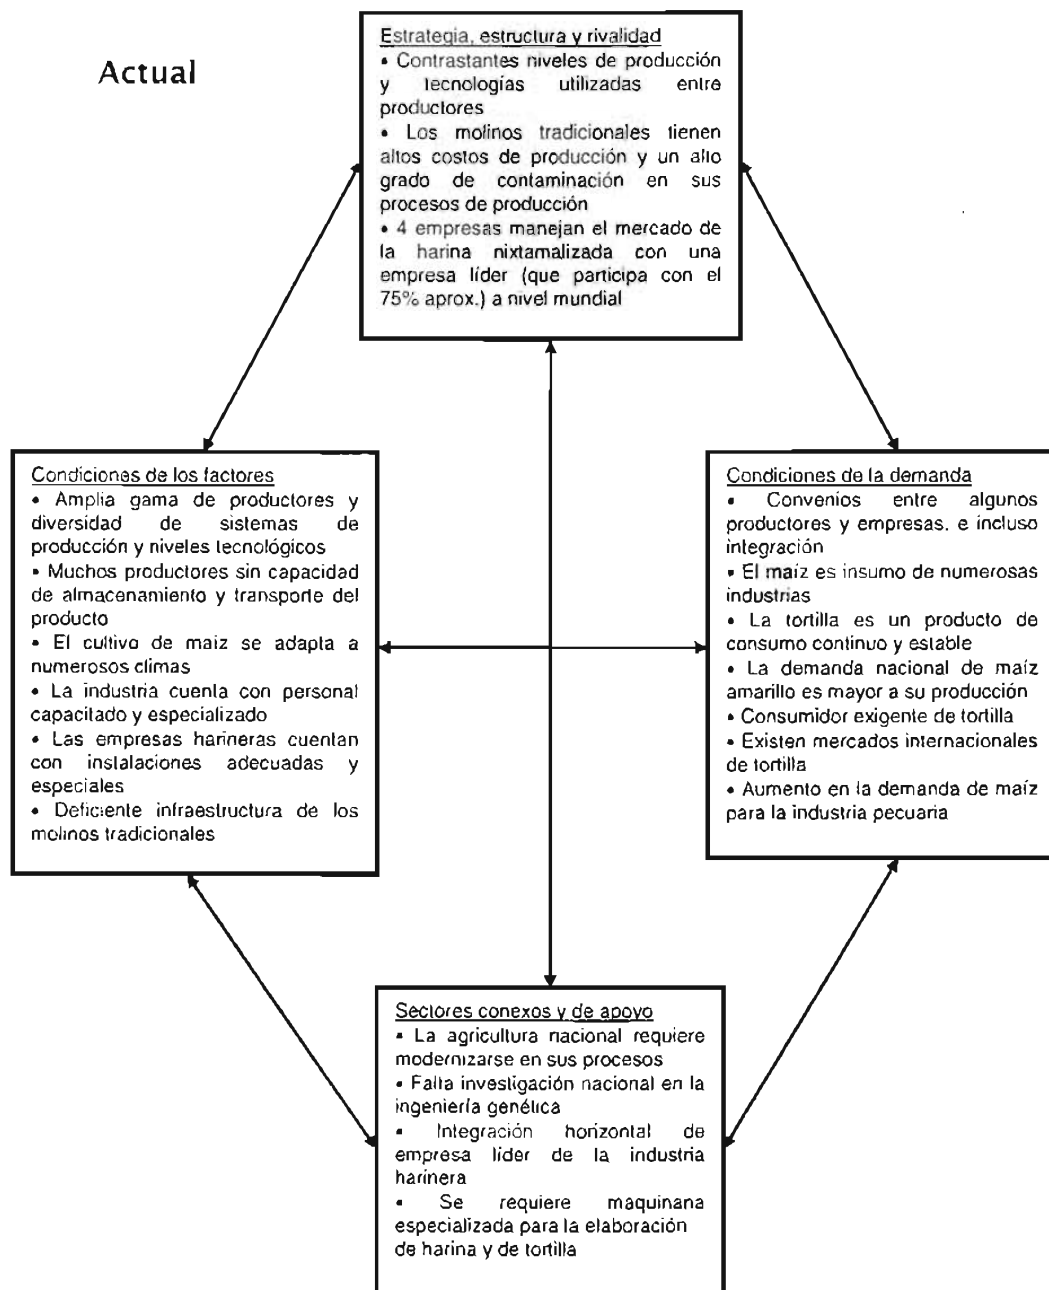 Actual
Estrategia, estructura y rivalidad
• Contrastantes niveles de producción
y tecnologías utilizadas entre
productores
• Los molinos tradicionales tienen
altos costos de producción y un alto
grado de contaminación en sus
procesos de producción
• 4 empresas manejan el mercado de
la harina nixtamalizada con una
empresa líder (que participa con el
75% aprox.) a nivel mundial
Condiciones de los factores
• Amplia gama de productores y
diversidad de sistemas de
producción y niveles tecnológicos
• Muchos productores sin capacidad
de almacenamiento y transporte del
producto
• El cultivo de maíz se adapta a
numerosos climas
• La industria cuenta con personal
capacitado y especializado
• Las empresas harineras cuentan
con instalaciones adecuadas y
especiales
• Deficiente infraestructura de los
molinos tradicionales
Condiciones de la demanda
• Convenios entre algunos
productores y empresas, e incluso
integración
• El maíz es insumo de numerosas
industrias
• La tortilla es un producto de
consumo continuo y estable
• La demanda nacional de maíz
amarillo es mayor a su producción
• Consumidor exigente de tortilla
• Existen mercados internacionales
de tortilla
• Aumento en la demanda de maíz
para la industria pecuaria
Sectores conexos y de apoyo
• La agricultura nacional requiere
modernizarse en sus procesos
• Falta investigación nacional en la
ingeniería genética
• Integración horizontal de
empresa líder de la industria
harinera
• Se requiere maquinaria
especializada para la elaboración
de harina y de tortilla